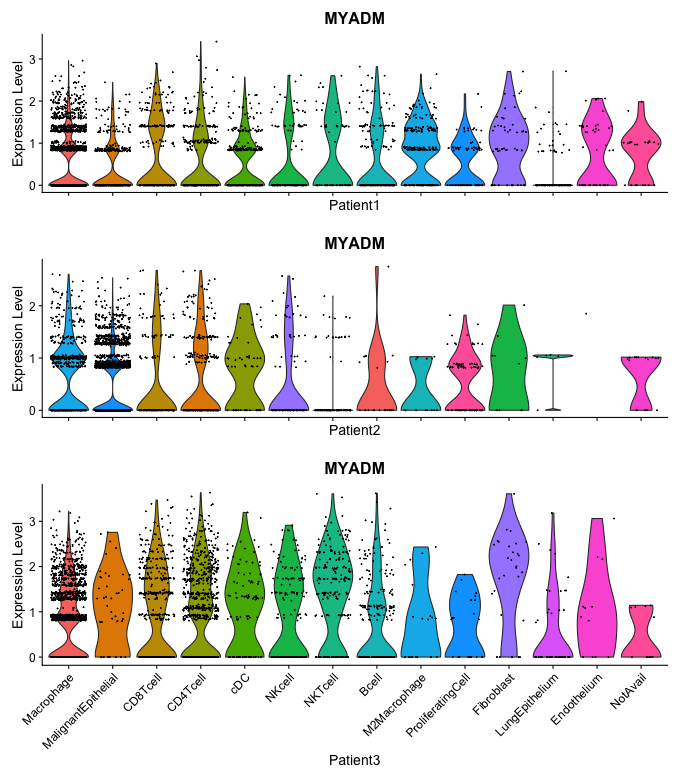 MYADM
Expression Level
3
2
1
0
Patient1
MYADM
Expression Level
2
1
0
Patient2
MYADM
Expression Level
3
2
1
0
Macrophage
MalignantEpithelial
CD8Tcell
CD4Tcell
cDC
NKcell
NKTcell
Bcell
M2Macrophage
ProliferatingCell
Fibroblast
LungEpithelium
Endothelium
NotAvail
Patient3